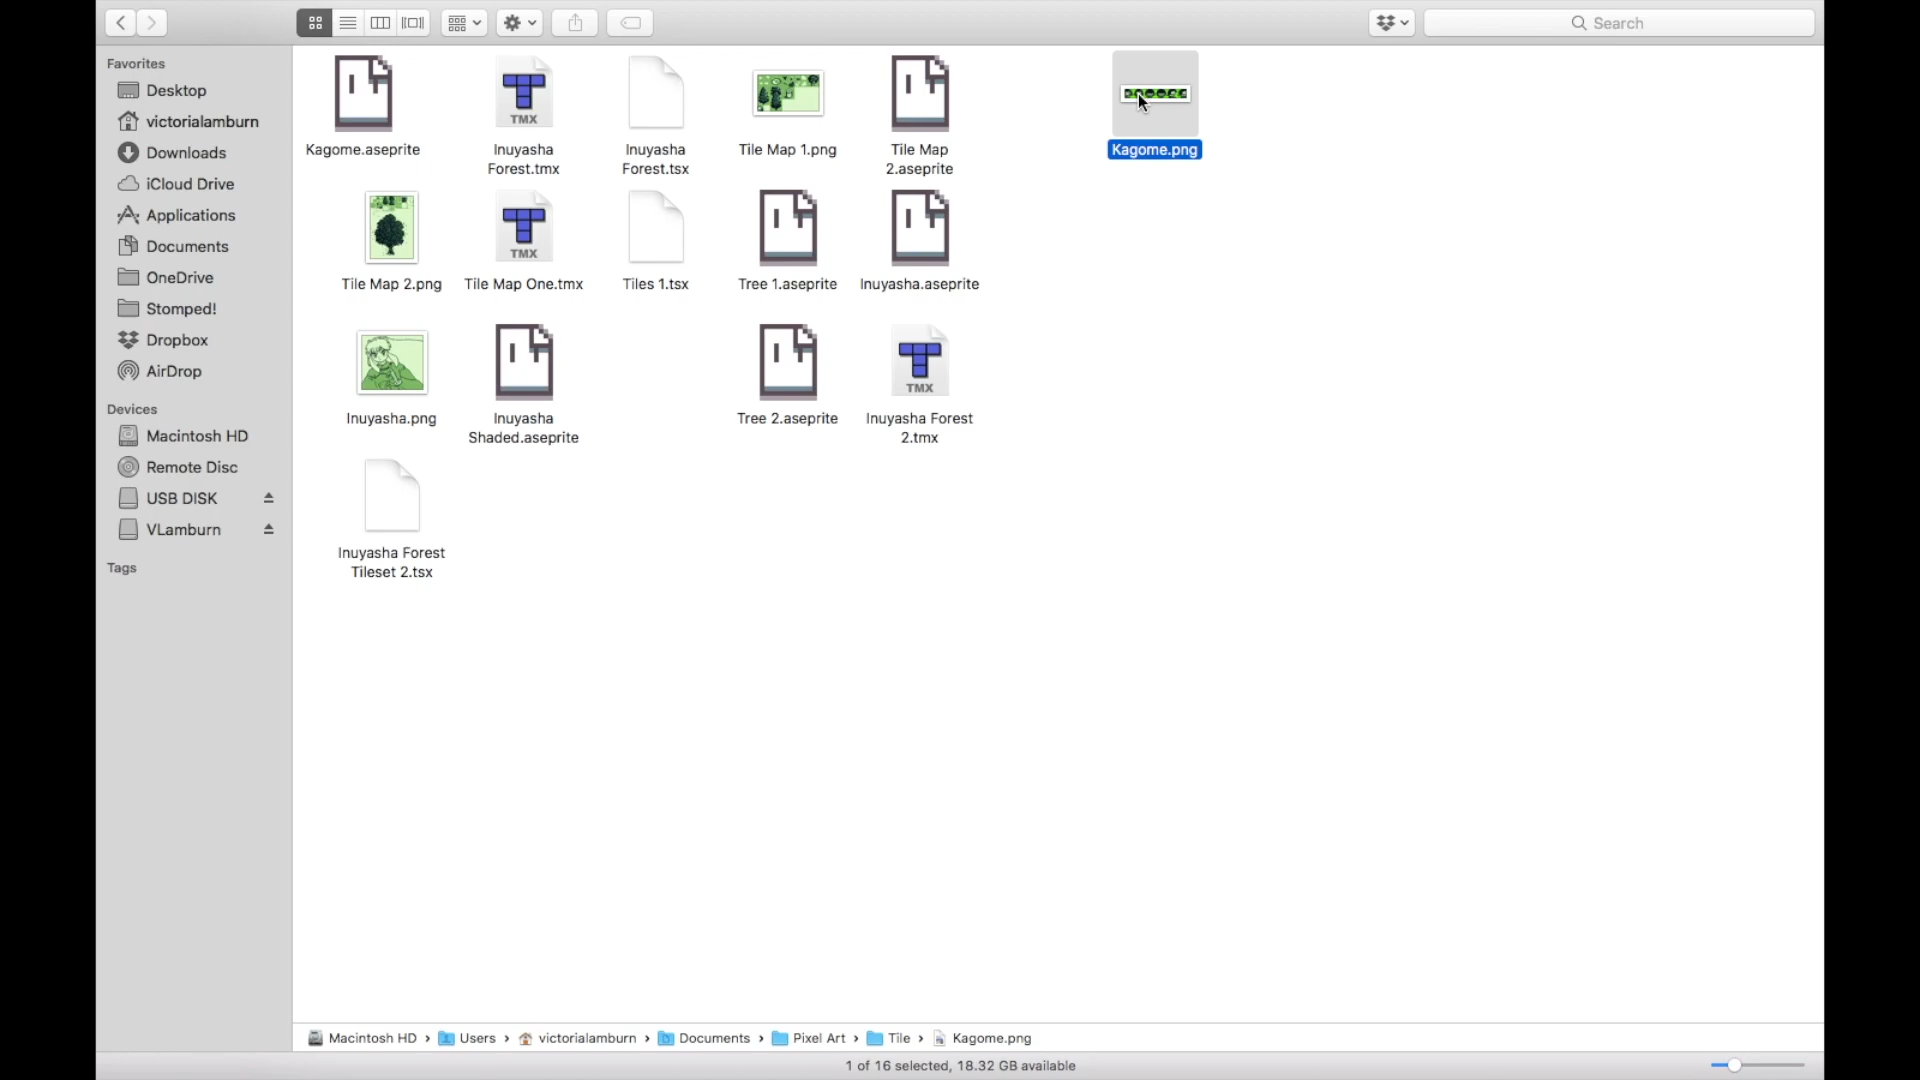 Search
Favorites
Desktop
victorialamburn
Downloads
iCloud Drive
Applications
Documents
OneDrive
Stomped!
Dropbox
AirDrop
Devices
Macintosh HD
Remote Disc
USB DISK
VLamburn
Tags
Kagome.aseprite
TMX
Inuyasha
Forest.tmx
Inuyasha
Forest.tsx
Tile Map 1.png
Tile Map
2.aseprite
Kagome.png
Tile Map 2.png
TMX
Tile Map One.tmx
Tiles 1.tsx
Tree 1.aseprite
Inuyasha.aseprite
Inuyasha.png
Inuyasha
Shaded.aseprite
Tree 2.aseprite
TMX
Inuyasha Forest
2.tmx
Inuyasha Forest
Tileset 2.tsx
Macintosh HD › Users › victorialamburn › Documents › Pixel Art › Tile › Kagome.png
1 of 16 selected, 18.32 GB available